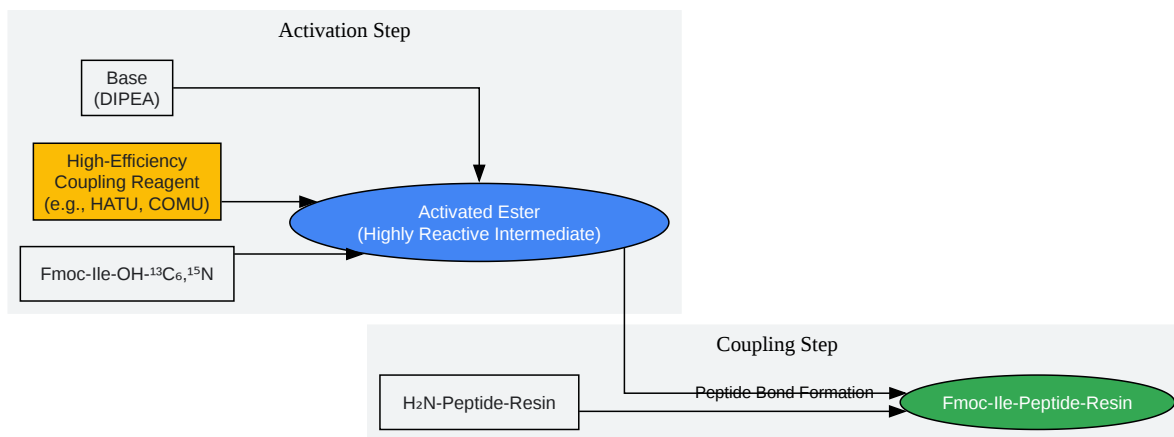 Activation Step
Base
(DIPEA)
High-Efficiency
Coupling Reagent
(e.g., HATU, COMU)
Activated Ester
(Highly Reactive Intermediate)
Fmoc-Ile-OH-¹³C₆,¹⁵N
Coupling Step
Peptide Bond Formation
H₂N-Peptide-Resin
Fmoc-Ile-Peptide-Resin